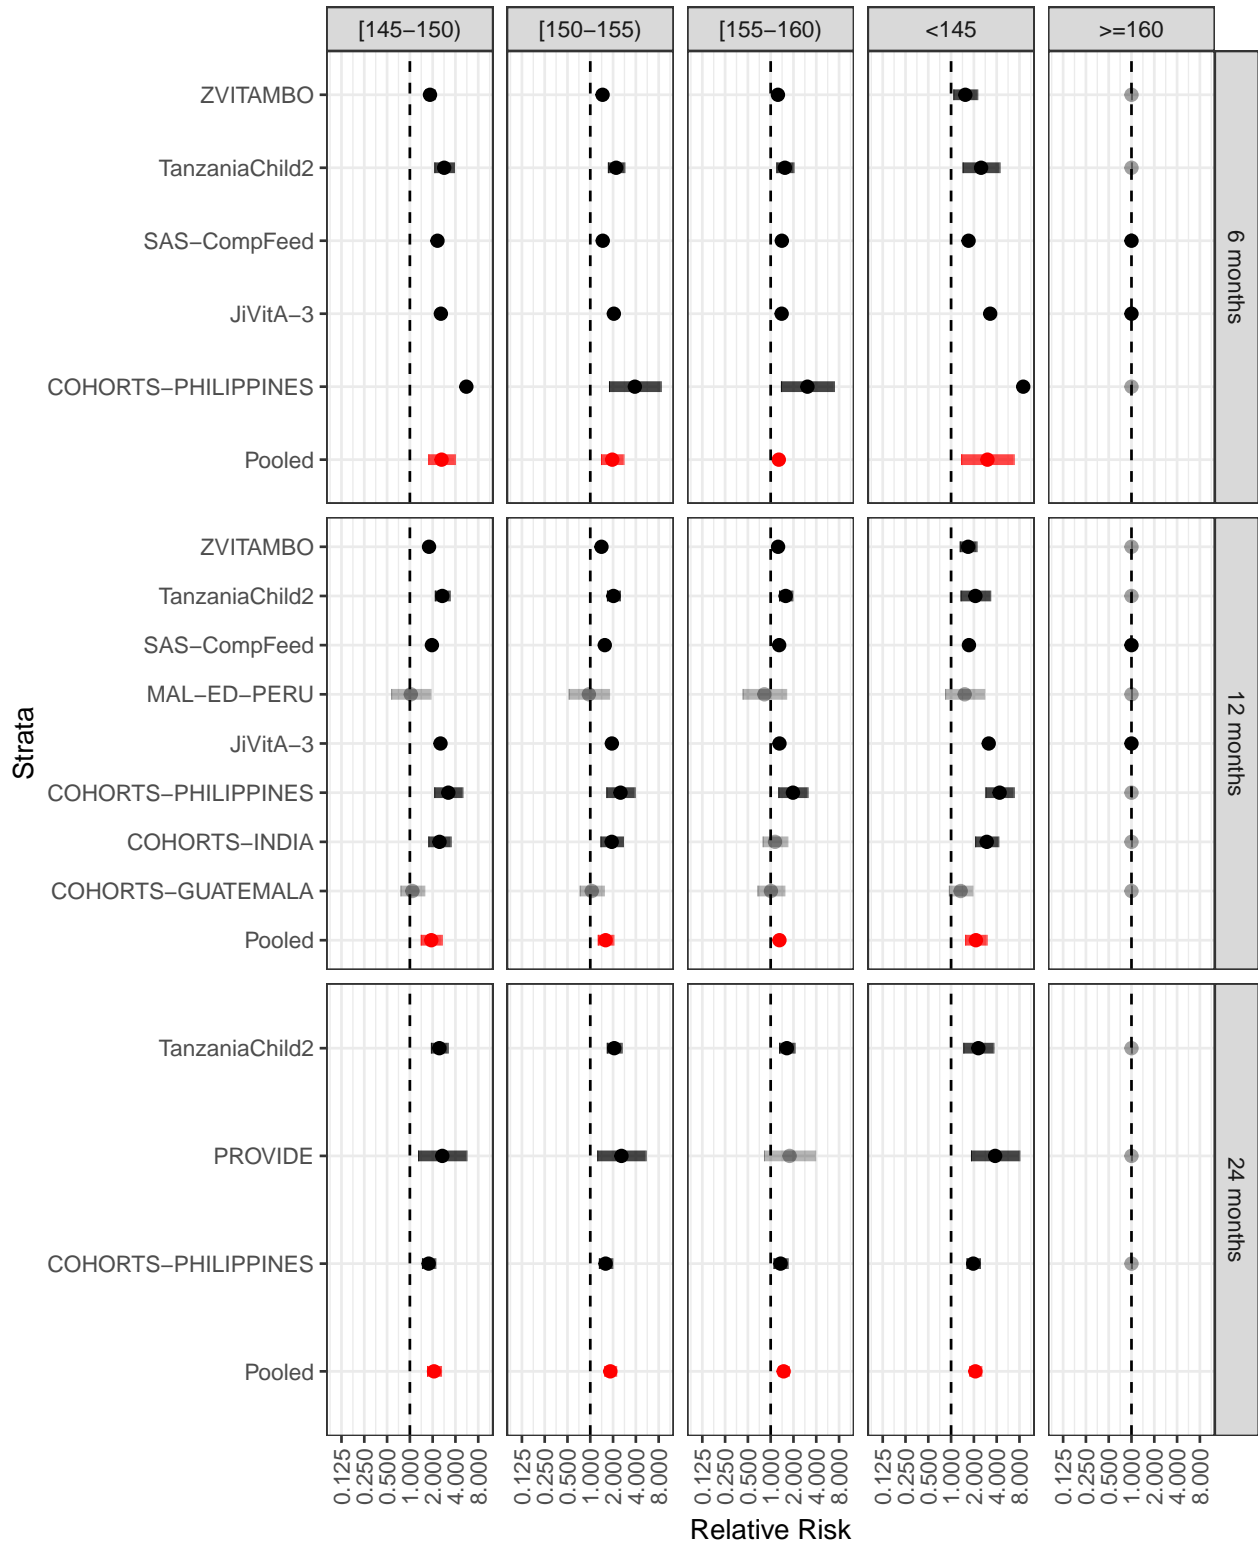 [145−150)
[150−155)
[155−160)
<145
>=160
ZVITAMBO
TanzaniaChild2
SAS−CompFeed
JiVitA−3
COHORTS−PHILIPPINES
Pooled
6 months
ZVITAMBO
TanzaniaChild2
SAS−CompFeed
MAL−ED−PERU
JiVitA−3
COHORTS−PHILIPPINES
COHORTS−INDIA
COHORTS−GUATEMALA
Pooled
12 months
TanzaniaChild2
PROVIDE
COHORTS−PHILIPPINES
Pooled
24 months
Strata
0.125 0.250 0.500 1.000 2.000 4.000 8.000
0.125 0.250 0.500 1.000 2.000 4.000 8.000
0.125 0.250 0.500 1.000 2.000 4.000 8.000
0.125 0.250 0.500 1.000 2.000 4.000 8.000
0.125 0.250 0.500 1.000 2.000 4.000 8.000
Relative Risk